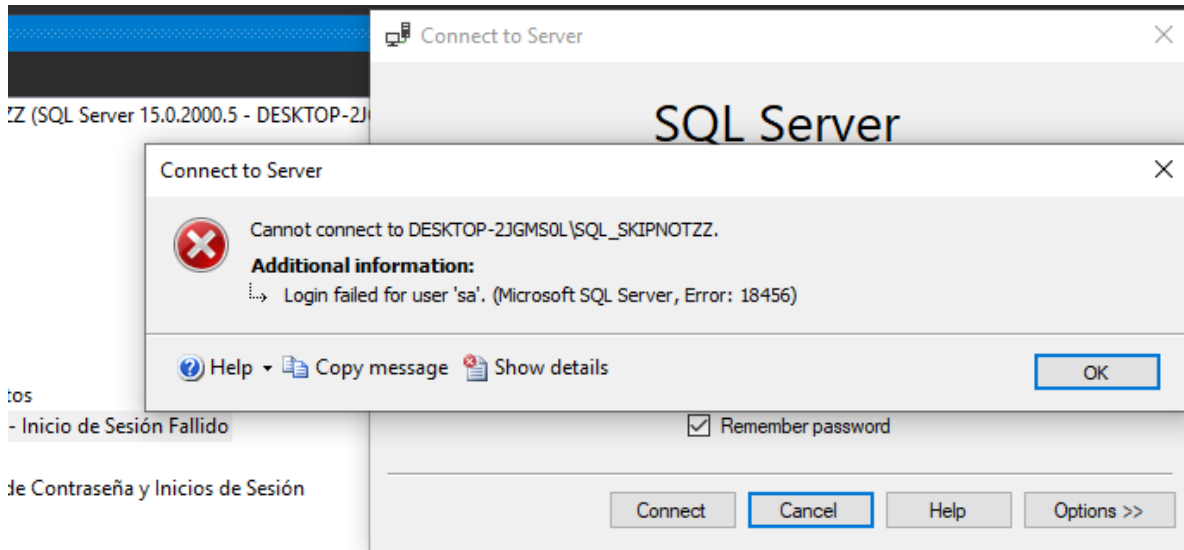 Connect to Server
ZZ (SQL Server 15.0.2000.5 - DESKTOP-2J
SQL Server
Connect to Server
Cannot connect to DESKTOP-2JGMS0L\SQL_SKIPNOTZZ.
Additional information:
Login failed for user 'sa'. (Microsoft SQL Server, Error: 18456)
Help Copy message Show details OK
tos
- Inicio de Sesión Fallido
Remember password
de Contraseña y Inicios de Sesión
Connect Cancel Help Options >>